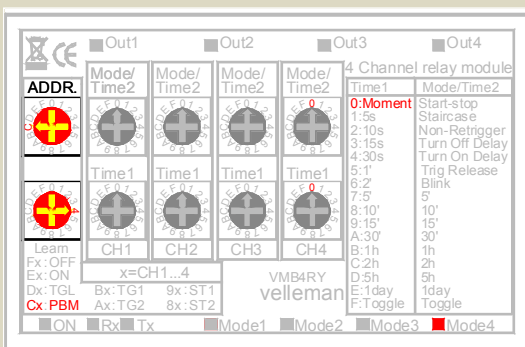 Out1 Out2 Out3 Out4
4 Channel relay module
ADDR.
Mode/ Time2 Mode/ Time2 Mode/ Time2 Mode/ Time2
Time1 Mode/Time2
0:Moment Start-stop
1:5s Staircase
2:10s Non-Retrigger
3:15s Turn Off Delay
4:30s Turn On Delay
5:1' Trig Release
6:2' Blink
7:5' 5'
8:10' 10'
9:15' 15'
A:30' 30'
B:1h 1h
C:2h 2h
D:5h 5h
E:1day 1day
F:Toggle Toggle
Time1 Time1 Time1 Time1
Learn CH1 CH2 CH3 CH4
Fx:OFF
Ex:ON x=CH1...4
Dx:TGL Bx:TG1 9x:ST1
Cx:PBM Ax:TG2 8x:ST2
VMB4RY
velleman
ON Rx Tx Mode1 Mode2 Mode3 Mode4